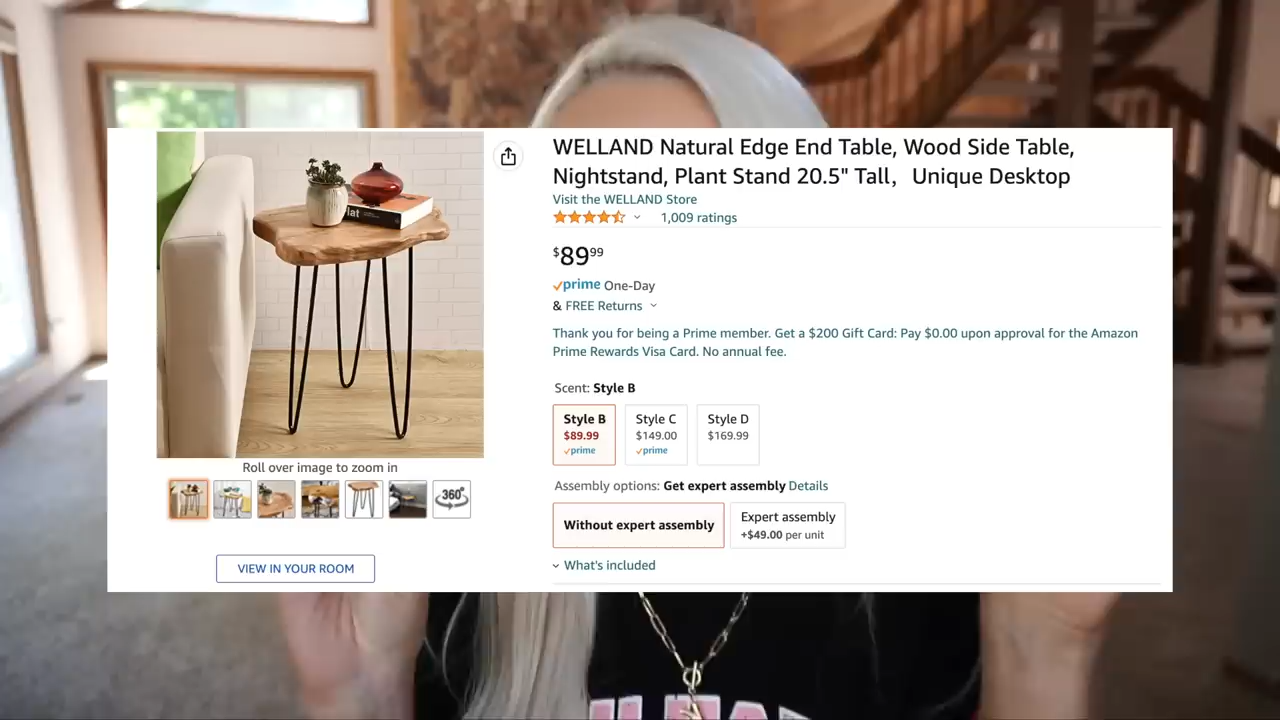 WELLAND Natural Edge End Table, Wood Side Table,
Nightstand, Plant Stand 20.5" Tall， Unique Desktop
Visit the WELLAND Store
1,009 ratings
$8999
prime One-Day
& FREE Returns
Thank you for being a Prime member. Get a $200 Gift Card: Pay $0.00 upon approval for the Amazon
Prime Rewards Visa Card. No annual fee.
Scent: Style B
Style B Style C Style D
$89.99 $149.00 $169.99
prime prime
Assembly options: Get expert assembly Details
Without expert assembly
Expert assembly
+$49.00 per unit
What's included
lat
Roll over image to zoom in
360°
VIEW IN YOUR ROOM